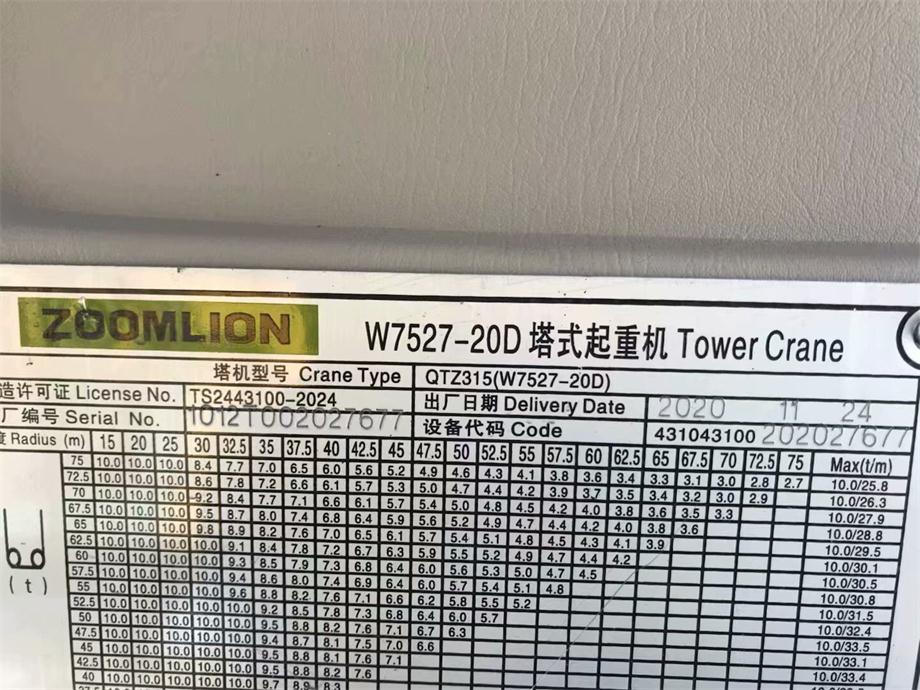 ZOOMLION
W7527-20D 塔式起重机 Tower Crane
塔机型号 Crane Type QTZ315(W7527-20D)
造许可证 License No. TS2443100-2024 出厂日期 Delivery Date 2020 11 24
厂编号 Serial No. 1012T002027677 设备代码 Code 431043100 202027677
度 Radius (m) 15 20 25 30 32.5 35 37.5 40 42.5 45 47.5 50 52.5 55 57.5 60 62.5 65 67.5 70 72.5 75 Max(t/m)
75 10.0 10.0 10.0 8.4 7.7 7.0 6.5 6.0 5.6 5.2 4.9 4.6 4.3 4.1 3.8 3.6 3.4 3.3 3.1 3.0 2.8 2.7 10.0/25.8
72.5 10.0 10.0 10.0 8.6 7.8 7.2 6.6 6.1 5.7 5.3 5.0 4.7 4.4 4.2 3.9 3.7 3.5 3.4 3.2 3.0 2.9 10.0/26.3
70 10.0 10.0 10.0 9.2 8.4 7.7 7.1 6.6 6.1 5.7 5.4 5.0 4.8 4.5 4.2 4.0 3.8 3.6 3.5 3.3 10.0/27.9
67.5 10.0 10.0 10.0 9.5 8.7 8.0 7.4 6.8 6.4 5.9 5.6 5.2 4.9 4.7 4.4 4.2 4.0 3.8 3.6 10.0/28.8
65 10.0 10.0 10.0 9.8 8.9 8.2 7.6 7.0 6.5 6.1 5.7 5.4 5.1 4.8 4.5 4.3 4.1 3.9 10.0/29.5
62.5 10.0 10.0 10.0 10.0 9.1 8.4 7.8 7.2 6.7 6.3 5.9 5.5 5.2 4.9 4.7 4.4 4.2 10.0/30.1
60 10.0 10.0 10.0 10.0 9.3 8.5 7.9 7.3 6.8 6.4 6.0 5.6 5.3 5.0 4.7 4.5 10.0/30.5
57.5 10.0 10.0 10.0 10.0 9.4 8.6 8.0 7.4 6.9 6.4 6.0 5.7 5.4 5.1 4.8 10.0/30.8
55 10.0 10.0 10.0 10.0 9.6 8.8 8.2 7.6 7.1 6.6 6.2 5.8 5.5 5.2 10.0/31.5
52.5 10.0 10.0 10.0 10.0 10.0 9.2 8.5 7.8 7.3 6.8 6.4 6.0 5.7 10.0/32.4
50 10.0 10.0 10.0 10.0 10.0 9.5 8.8 8.2 7.6 7.1 6.7 6.3 10.0/33.5
47.5 10.0 10.0 10.0 10.0 10.0 9.4 8.7 8.1 7.5 7.0 6.6 10.0/33.1
45 10.0 10.0 10.0 10.0 10.0 9.5 8.8 8.1 7.6 7.1 10.0/33.4
42.5 10.0 10.0 10.0 10.0 10.0 9.5 8.8 8.2 7.6
40 10.0 10.0 10.0 10.0 10.0 9.7 8.9 8.3
(t)